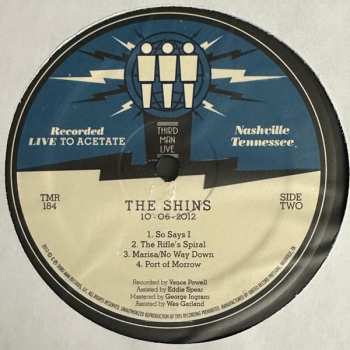 Recorded
LIVE TO ACETATE
THIRD
MAN
LIVE
Nashville
Tennessee
TMR
184
THE SHINS
10-06-2012
SIDE
TWO
1. So Says I
2. The Rifle's Spiral
3. Marisa/No Way Down
4. Port of Morrow
Recorded by Vance Powell
Assisted by Eddie Spear
Mastered by George Ingram
Assisted by Wes Garland